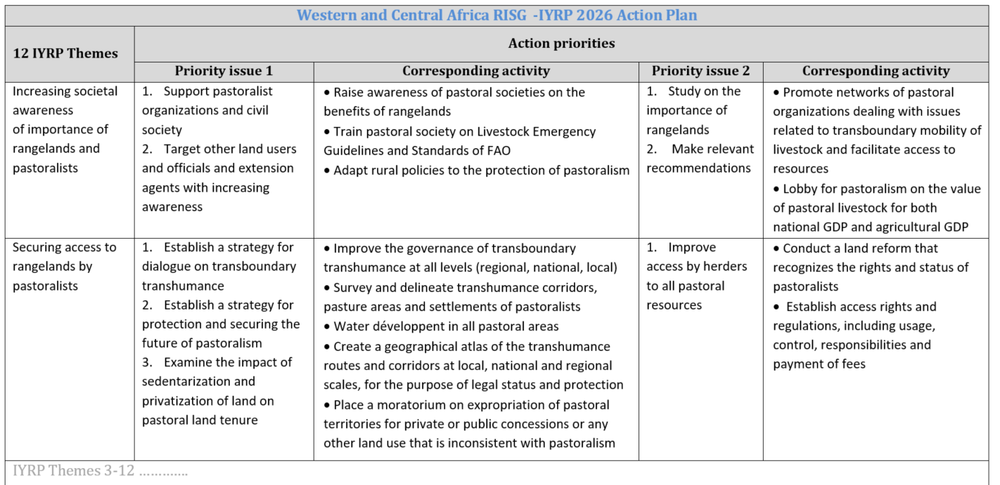 Western and Central Africa RISG -IYRP 2026 Action Plan
12 IYRP Themes
Action priorities
Priority issue 1
Corresponding activity
Priority issue 2
Corresponding activity
Increasing societal
awareness
of importance of
rangelands and
pastoralists
1. Support pastoralist
organizations and civil
society
2. Target other land users
and officials and extension
agents with increasing
awareness
• Raise awareness of pastoral societies on the
benefits of rangelands
• Train pastoral society on Livestock Emergency
Guidelines and Standards of FAO
• Adapt rural policies to the protection of pastoralism
1. Study on the
importance of
rangelands
2. Make relevant
recommendations
• Promote networks of pastoral
organizations dealing with issues
related to transboundary mobility of
livestock and facilitate access to
resources
• Lobby for pastoralism on the value
of pastoral livestock for both
national GDP and agricultural GDP
Securing access to
rangelands by
pastoralists
1. Establish a strategy for
dialogue on transboundary
transhumance
2. Establish a strategy for
protection and securing the
future of pastoralism
3. Examine the impact of
sedentarization and
privatization of land on
pastoral land tenure
• Improve the governance of transboundary
transhumance at all levels (regional, national, local)
• Survey and delineate transhumance corridors,
pasture areas and settlements of pastoralists
• Water développent in all pastoral areas
• Create a geographical atlas of the transhumance
routes and corridors at local, national and regional
scales, for the purpose of legal status and protection
• Place a moratorium on expropriation of pastoral
territories for private or public concessions or any
other land use that is inconsistent with pastoralism
1. Improve
access by herders
to all pastoral
resources
• Conduct a land reform that
recognizes the rights and status of
pastoralists
• Establish access rights and
regulations, including usage,
control, responsibilities and
payment of fees
IYRP Themes 3-12 .............